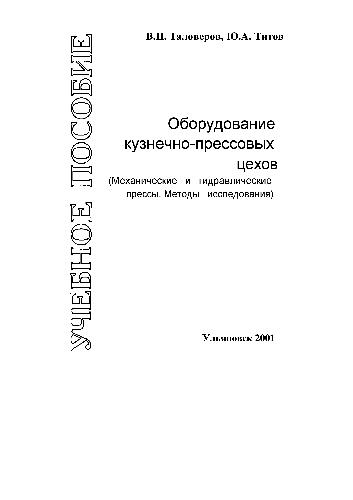 В.Н. Таловеров, Ю.А. Титов
УЧЕБНОЕ ПОСОБИЕ
Оборудование
кузнечно-прессовых
цехов
(Механические и гидравлические
прессы. Методы исследования)
Ульяновск 2001